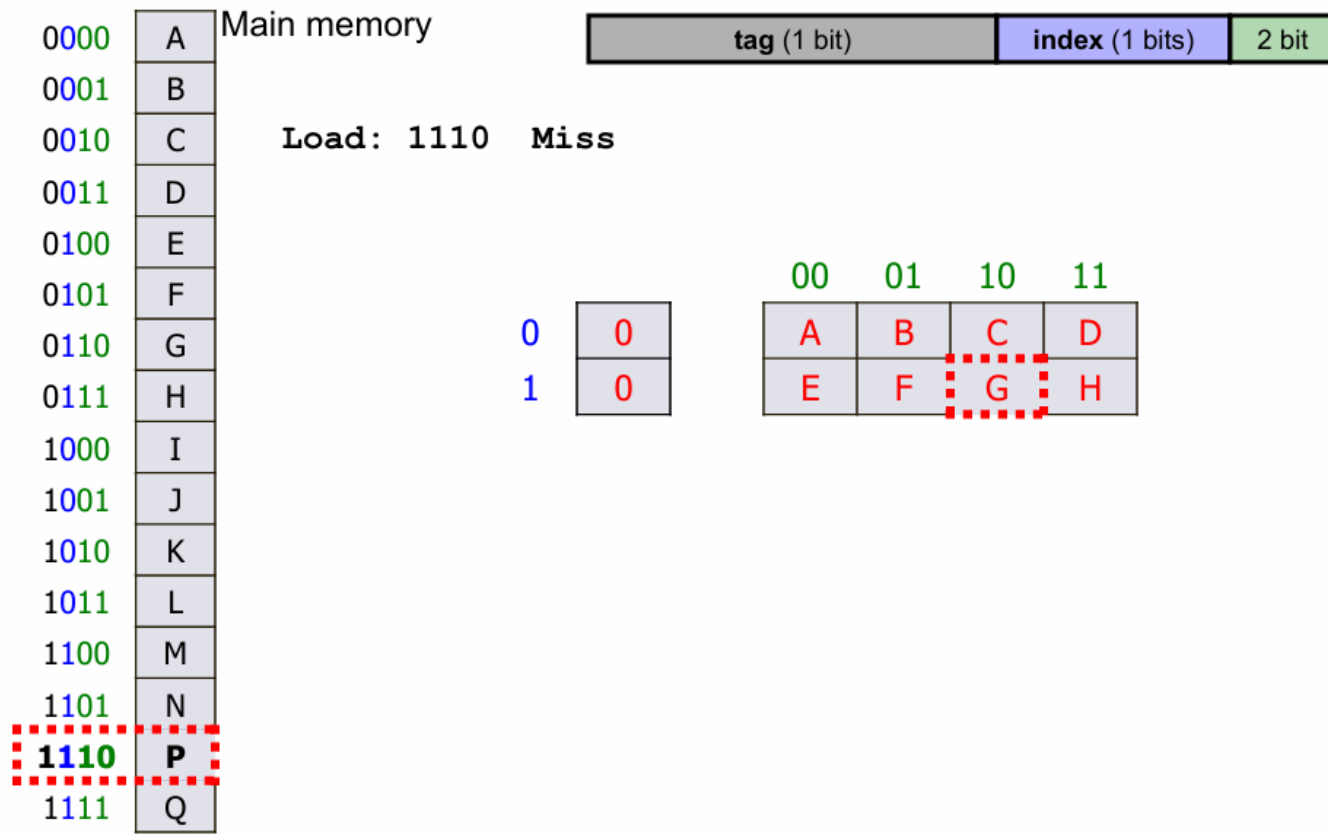 Main memory
tag (1 bit) index (1 bits) 2 bit
0000 A
0001 B
0010 C
Load: 1110 Miss
0011 D
0100 E
0101 F
0110 G
0111 H
1000 I
1001 J
1010 K
1011 L
1100 M
1101 N
1110 P
1111 Q
00 01 10 11
0 0 A B C D
1 0 E F G H